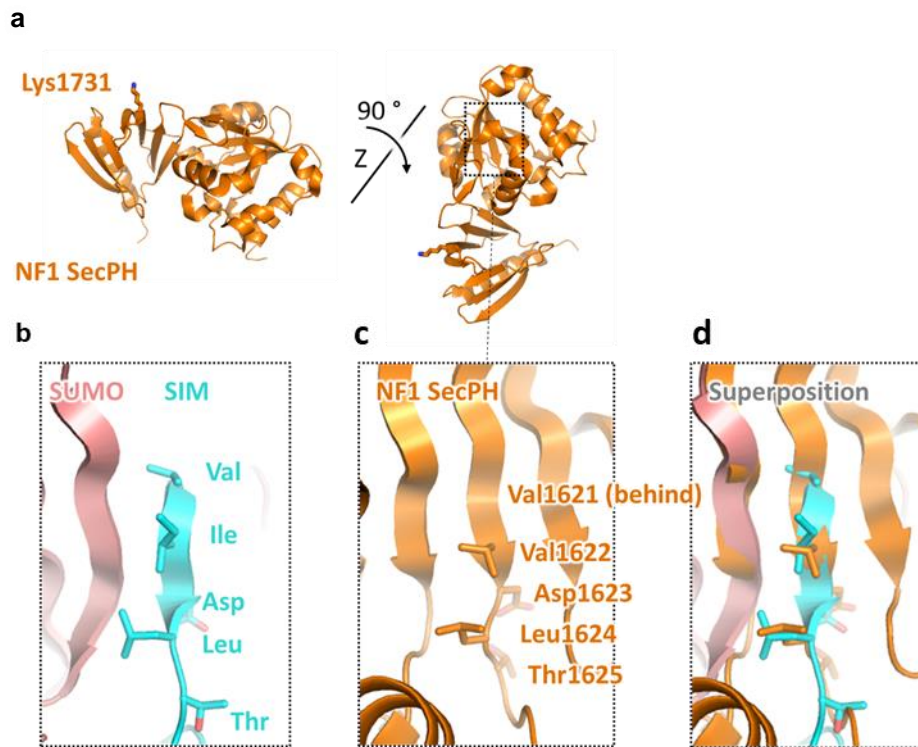 a
Lys1731
90 °
Z
NF1 SecPH
b
c
d
SUMO SIM
Val
Ile
Asp
Leu
Thr
NF1 SecPH
Val1621 (behind)
Val1622
Asp1623
Leu1624
Thr1625
Superposition